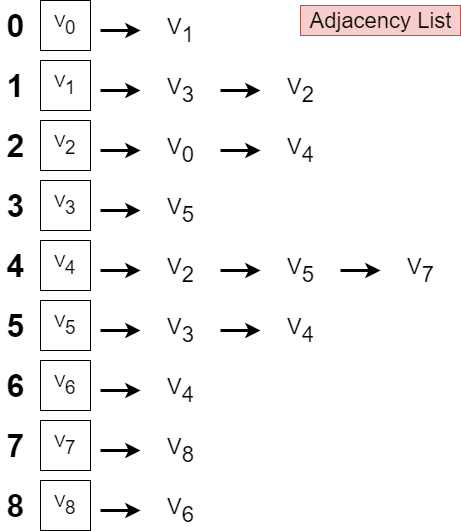 Adjacency List
0 V0 V1
1 V1 V3 V2
2 V2 V0 V4
3 V3 V5
4 V4 V2 V5 V7
5 V5 V3 V4
6 V6 V4
7 V7 V8
8 V8 V6